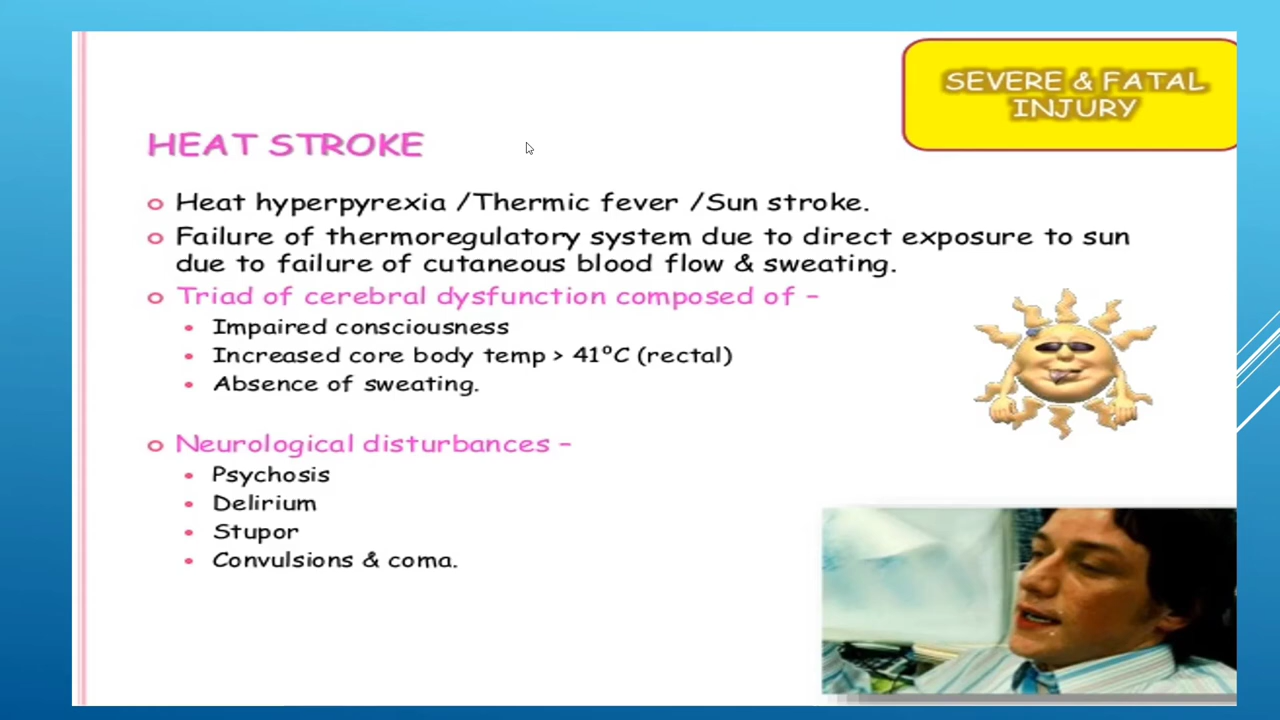 SEVERE & FATAL
INJURY
HEAT STROKE
Heat hyperpyrexia /Thermic fever /Sun stroke.
Failure of thermoregulatory system due to direct exposure to sun
due to failure of cutaneous blood flow & sweating.
Triad of cerebral dysfunction composed of –
Impaired consciousness
Increased core body temp > 41°C (rectal)
Absence of sweating.
Neurological disturbances –
Psychosis
Delirium
Stupor
Convulsions & coma.